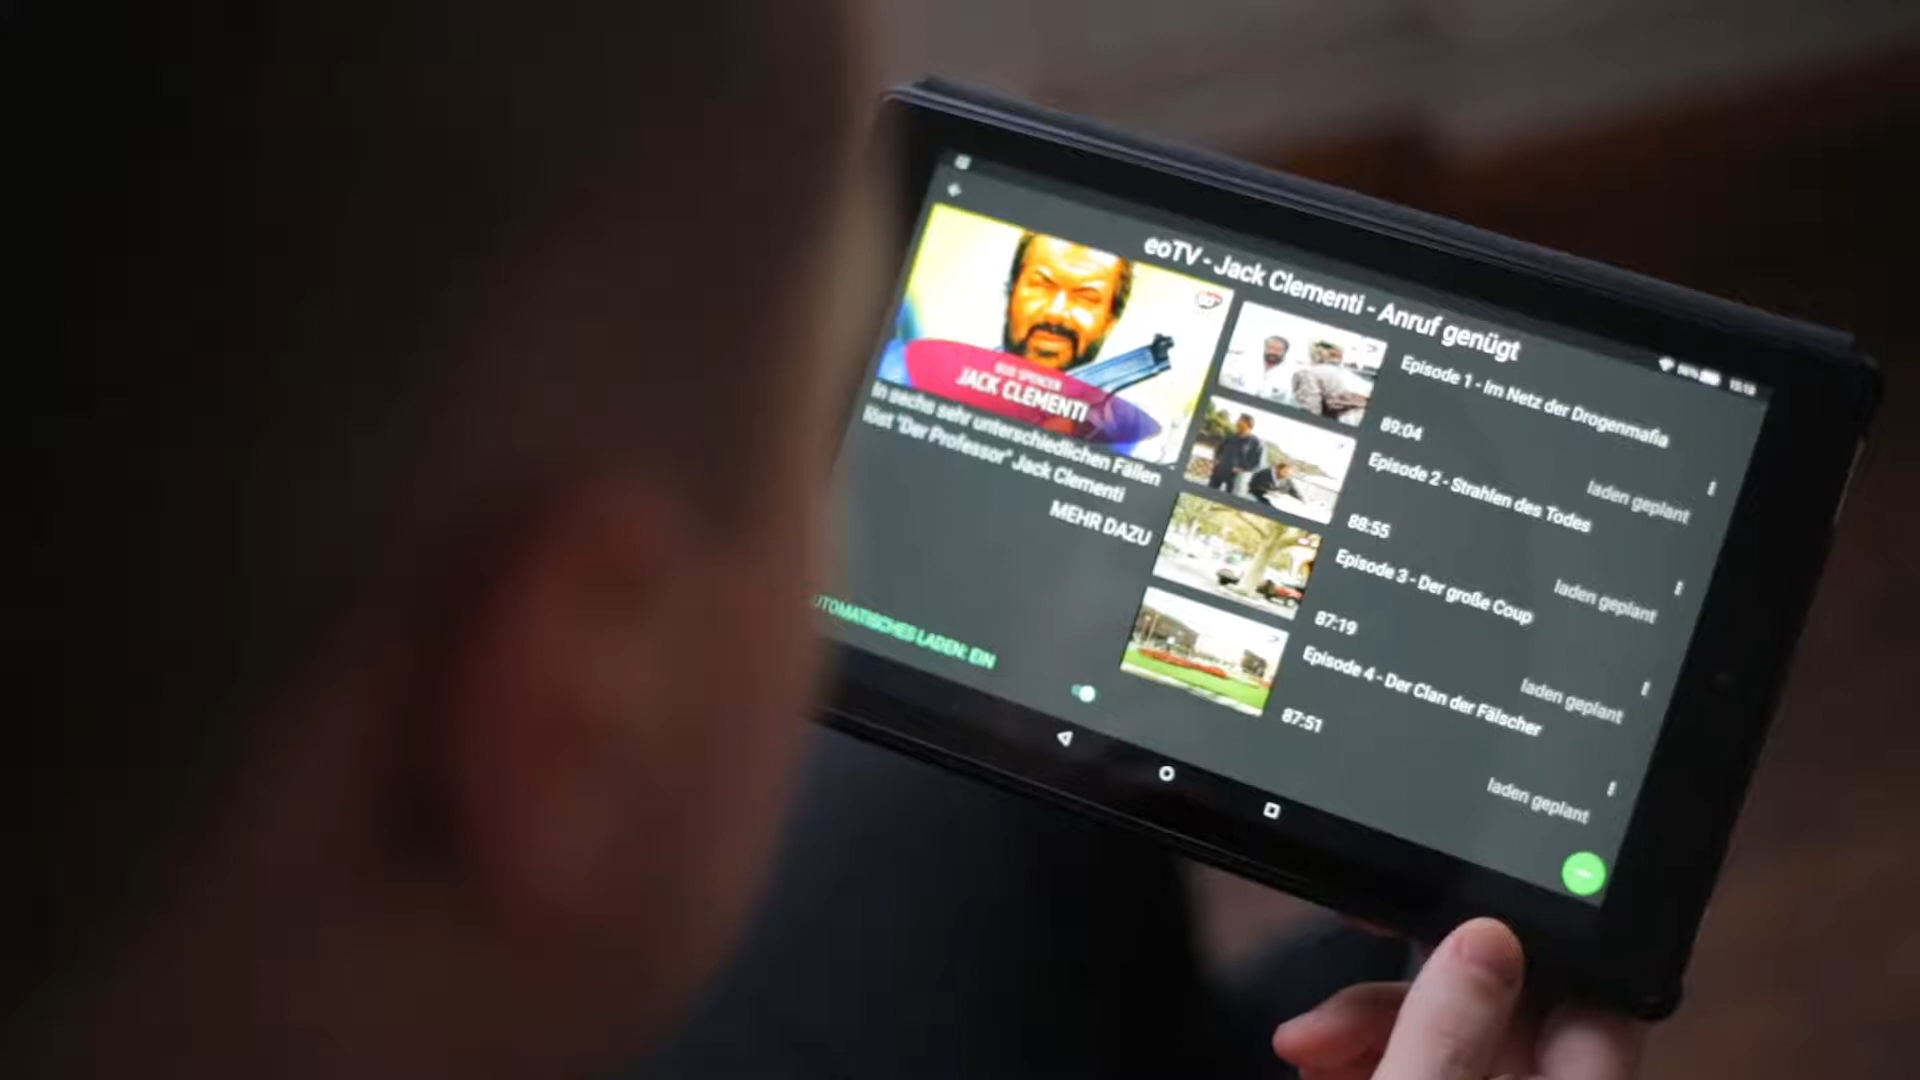 eoTV - Jack Clementi - Anruf genügt
BUD SPENCER
JACK CLEMENTI
In sechs sehr unterschiedlichen Fällen
löst "Der Professor" Jack Clementi
MEHR DAZU
UTOMATISCHES LADEN: EIN
Episode 1 - Im Netz der Drogenmafia
89:04
laden geplant
Episode 2 - Strahlen des Todes
88:55
laden geplant
Episode 3 - Der große Coup
87:19
laden geplant
Episode 4 - Der Clan der Fälscher
87:51
laden geplant